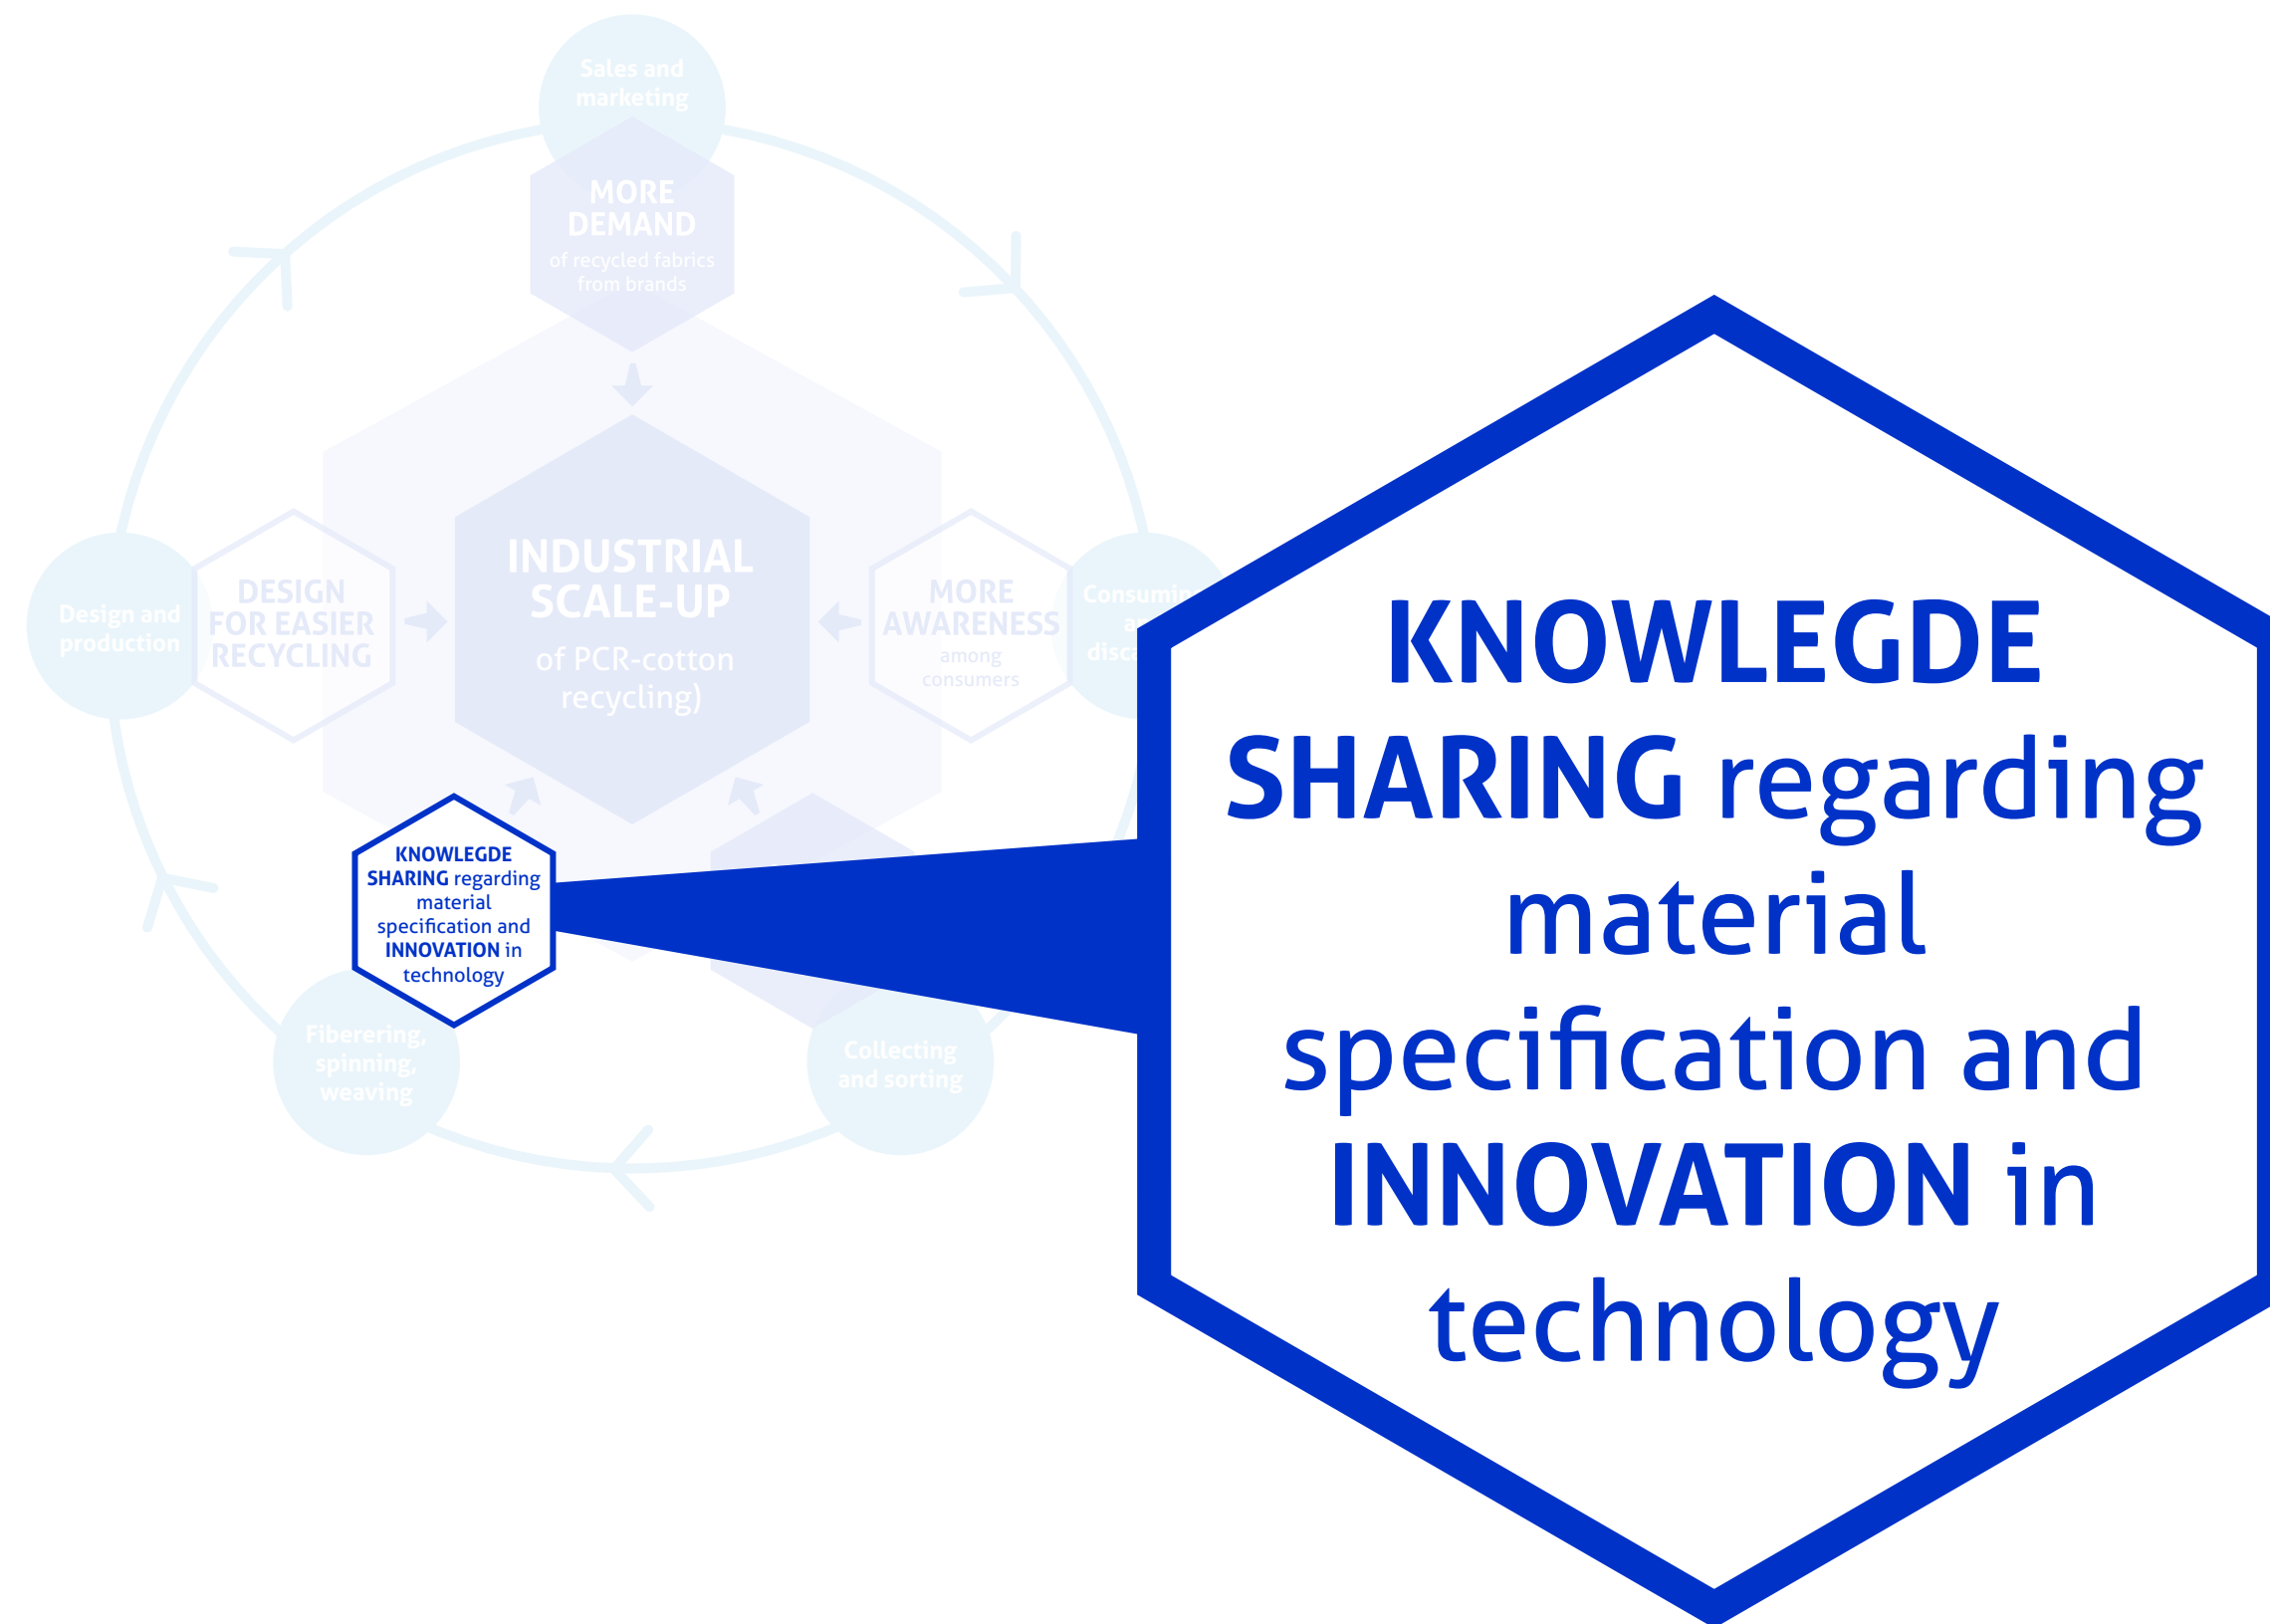 Sales and
marketing
MORE
DEMAND
of recycled fabrics
from brands
INDUSTRIAL
SCALE-UP
of PCR-cotton
recycling)
Design and
production
DESIGN
FOR EASIER
RECYCLING
MORE
AWARENESS
among
consumers
KNOWLEGDE
SHARING regarding
material
specification and
INNOVATION in
technology
Fiberering,
spinning,
weaving
Collecting
and sorting
KNOWLEGDE
SHARING regarding
material
specification and
INNOVATION in
technology